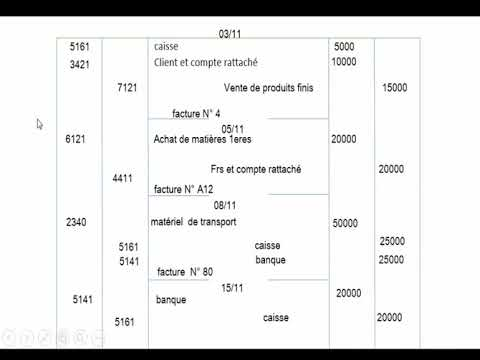 03/11
5161 caisse 5000
3421 Client et compte rattaché 10000
7121 Vente de produits finis 15000
facture N° 4
05/11
6121 Achat de matières 1eres 20000
4411 Frs et compte rattaché 20000
facture N° A12
08/11
2340 matériel de transport 50000
5161 caisse 25000
5141 banque 25000
facture N° 80
15/11
5141 banque 20000
5161 caisse 20000